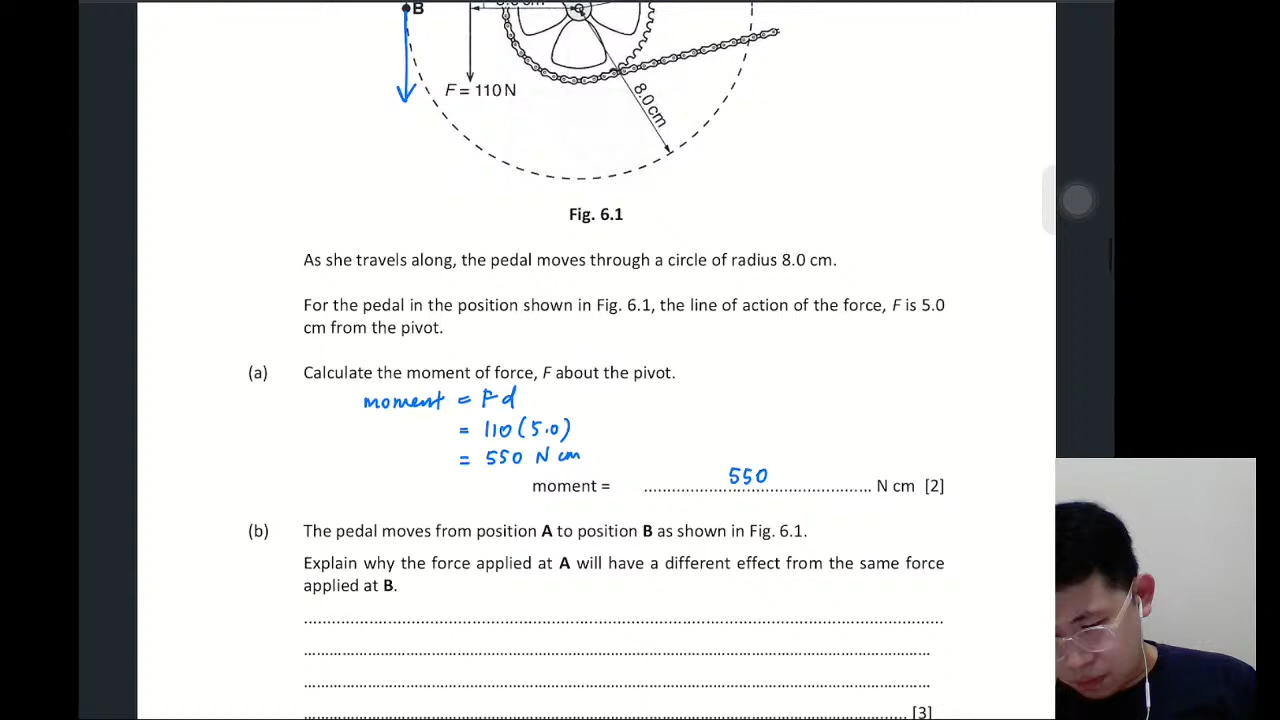 B
F = 110 N
8.0 cm
Fig. 6.1
As she travels along, the pedal moves through a circle of radius 8.0 cm.
For the pedal in the position shown in Fig. 6.1, the line of action of the force, F is 5.0
cm from the pivot.
(a) Calculate the moment of force, F about the pivot.
moment = Fd
= 110 (5.0)
= 550 N cm
moment = 550 N cm [2]
(b) The pedal moves from position A to position B as shown in Fig. 6.1.
Explain why the force applied at A will have a different effect from the same force
applied at B.
[3]